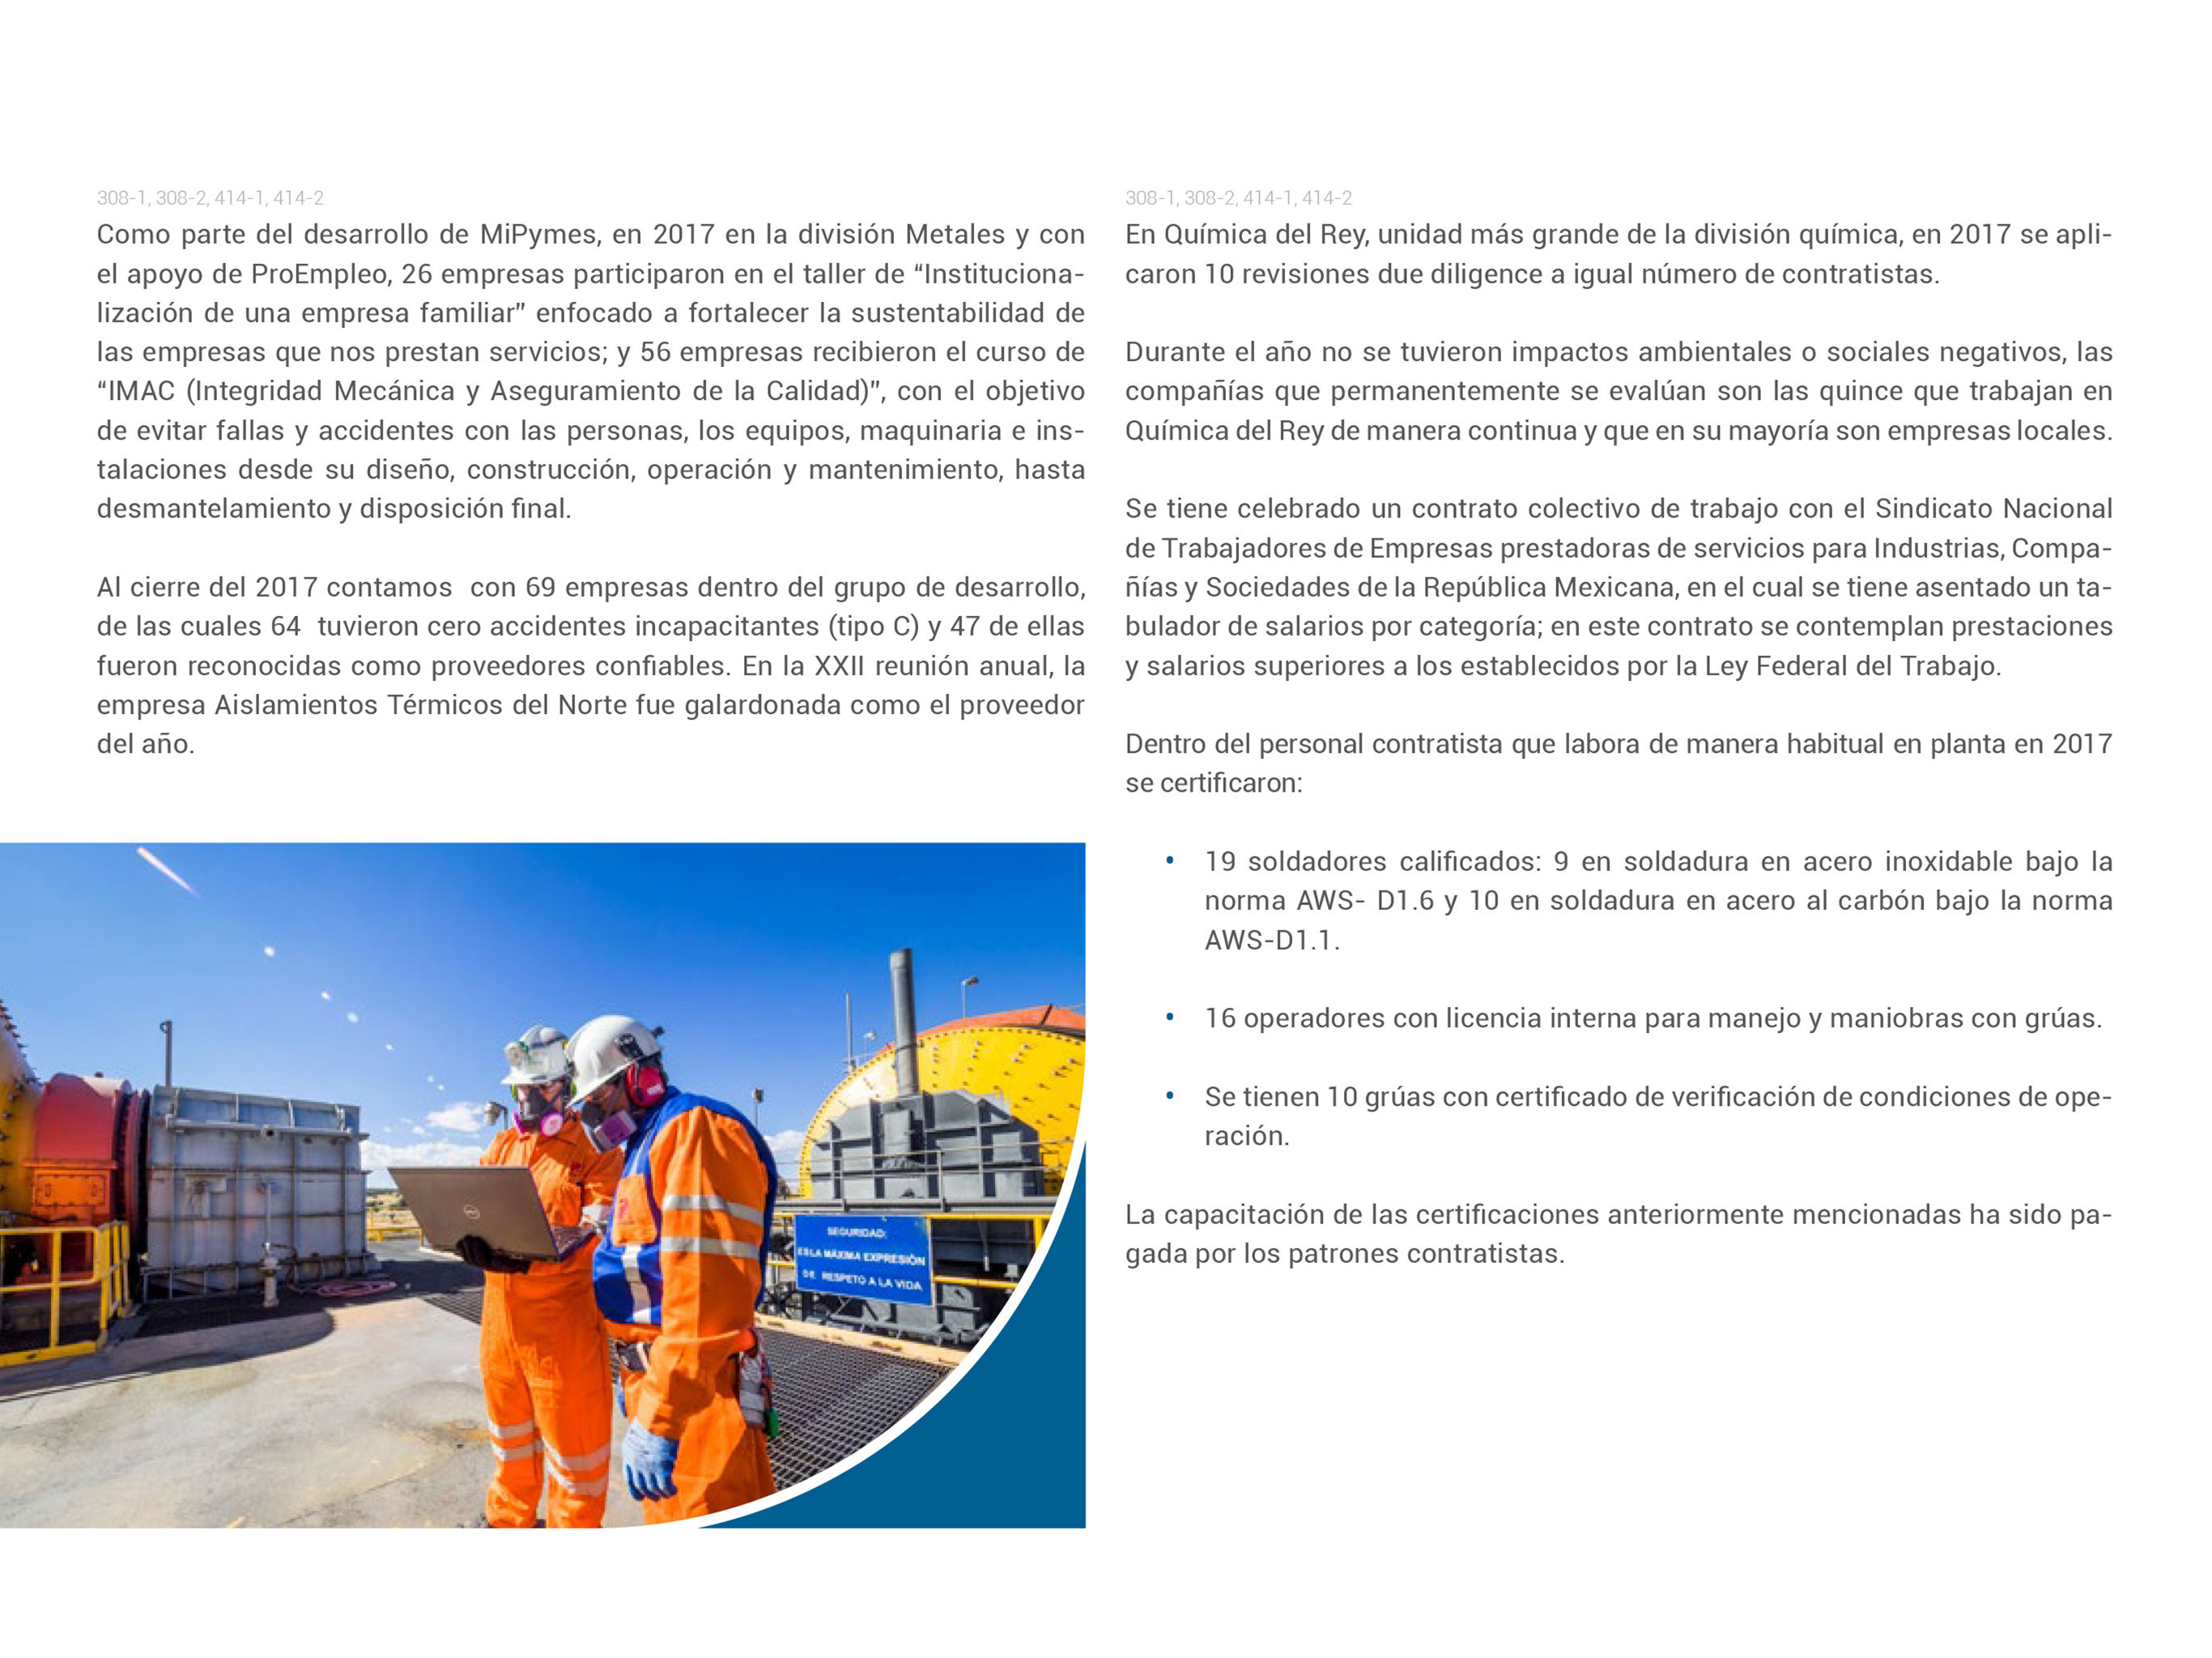 308-1, 308-2, 414-1, 414-2
Como parte del desarrollo de MiPymes, en 2017 en la división Metales y con
el apoyo de ProEmpleo, 26 empresas participaron en el taller de “Instituciona-
lización de una empresa familiar” enfocado a fortalecer la sustentabilidad de
las empresas que nos prestan servicios; y 56 empresas recibieron el curso de
“IMAC (Integridad Mecánica y Aseguramiento de la Calidad)”, con el objetivo
de evitar fallas y accidentes con las personas, los equipos, maquinaria e ins-
talaciones desde su diseño, construcción, operación y mantenimiento, hasta
desmantelamiento y disposición final.
Al cierre del 2017 contamos  con 69 empresas dentro del grupo de desarrollo,
de las cuales 64  tuvieron cero accidentes incapacitantes (tipo C) y 47 de ellas
fueron reconocidas como proveedores confiables. En la XXII reunión anual, la
empresa Aislamientos Térmicos del Norte fue galardonada como el proveedor
del año.
DELL
SEGURIDAD:
ES LA MÁXIMA EXPRESIÓN
DE RESPETO A LA VIDA
308-1, 308-2, 414-1, 414-2
En Química del Rey, unidad más grande de la división química, en 2017 se apli-
caron 10 revisiones due diligence a igual número de contratistas.
Durante el año no se tuvieron impactos ambientales o sociales negativos, las
compañías que permanentemente se evalúan son las quince que trabajan en
Química del Rey de manera continua y que en su mayoría son empresas locales.
Se tiene celebrado un contrato colectivo de trabajo con el Sindicato Nacional
de Trabajadores de Empresas prestadoras de servicios para Industrias, Compa-
ñías y Sociedades de la República Mexicana, en el cual se tiene asentado un ta-
bulador de salarios por categoría; en este contrato se contemplan prestaciones
y salarios superiores a los establecidos por la Ley Federal del Trabajo.
Dentro del personal contratista que labora de manera habitual en planta en 2017
se certificaron:
• 19 soldadores calificados: 9 en soldadura en acero inoxidable bajo la
norma AWS- D1.6 y 10 en soldadura en acero al carbón bajo la norma
AWS-D1.1.
• 16 operadores con licencia interna para manejo y maniobras con grúas.
• Se tienen 10 grúas con certificado de verificación de condiciones de ope-
ración.
La capacitación de las certificaciones anteriormente mencionadas ha sido pa-
gada por los patrones contratistas.